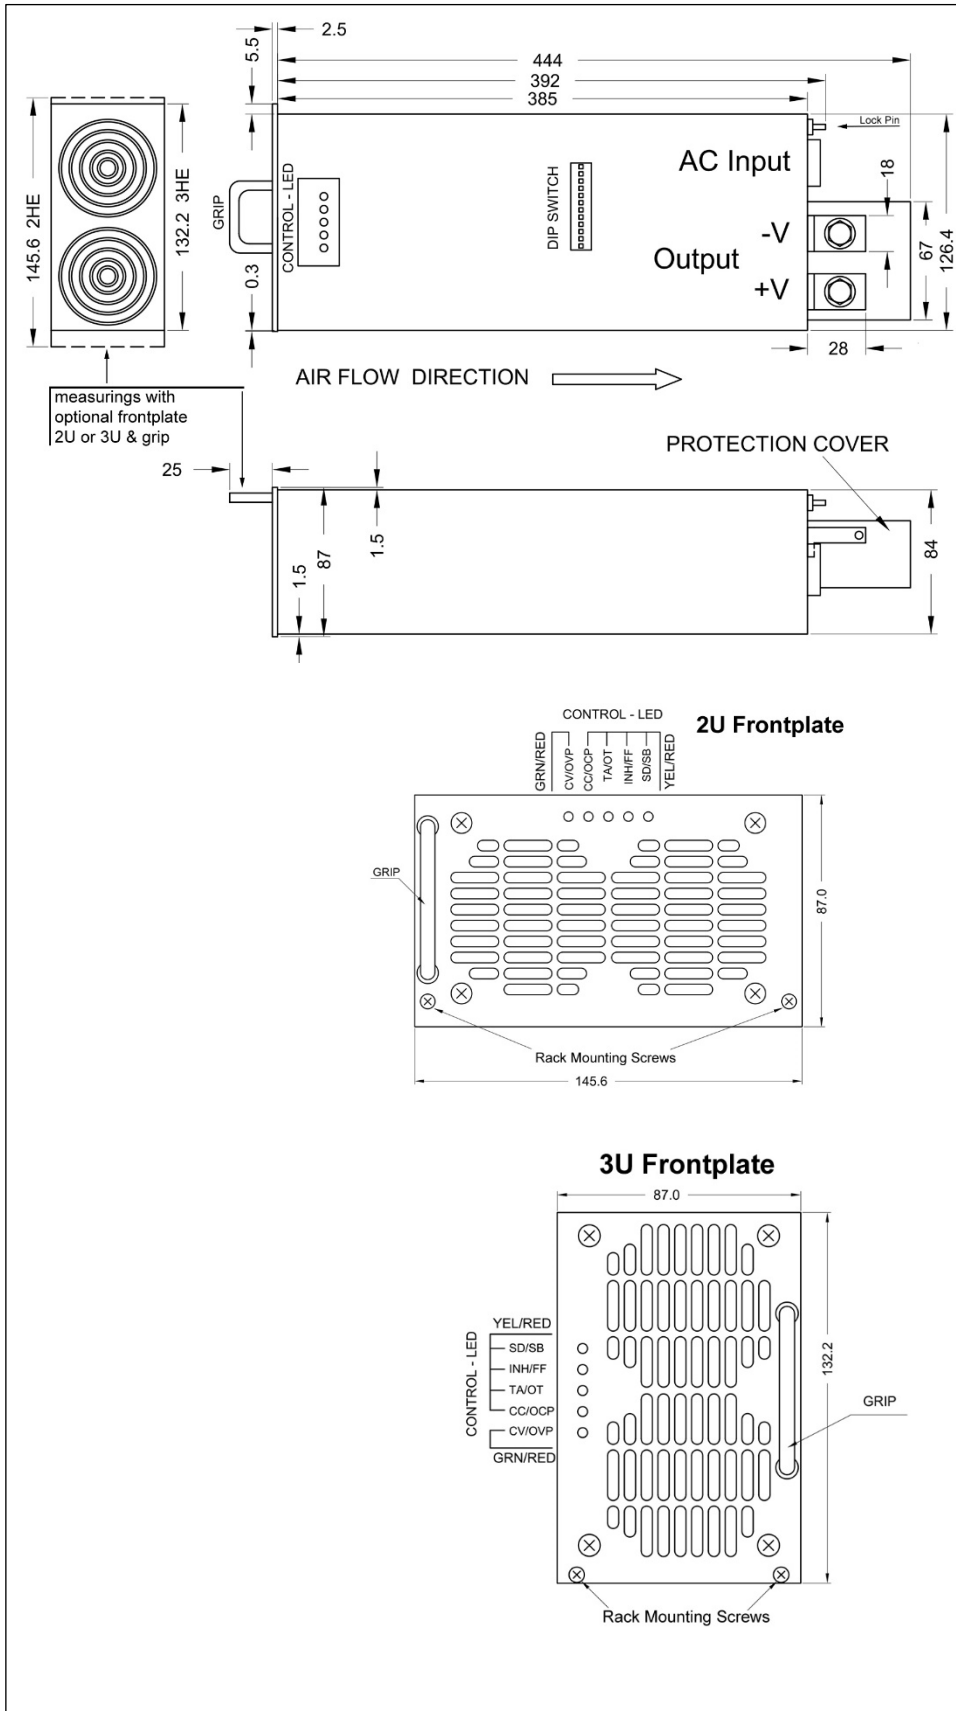 2.5
5.5
444
392
385
Lock Pin
AC Input
18
145.6 2HE
132.2 3HE
GRIP
CONTROL - LED
DIP SWITCH
-V
Output
+V
67
126.4
0.3
28
AIR FLOW DIRECTION
measurings with
optional frontplate
2U or 3U & grip
PROTECTION COVER
25
1.5
87
1.5
84
CONTROL - LED
2U Frontplate
GRN/RED
CV/OVP
CC/OCP
TA/OT
INH/FF
SD/SB
YEL/RED
GRIP
87.0
Rack Mounting Screws
145.6
3U Frontplate
87.0
YEL/RED
CONTROL - LED
SD/SB
INH/FF
TA/OT
CC/OCP
CV/OVP
GRN/RED
132.2
GRIP
Rack Mounting Screws